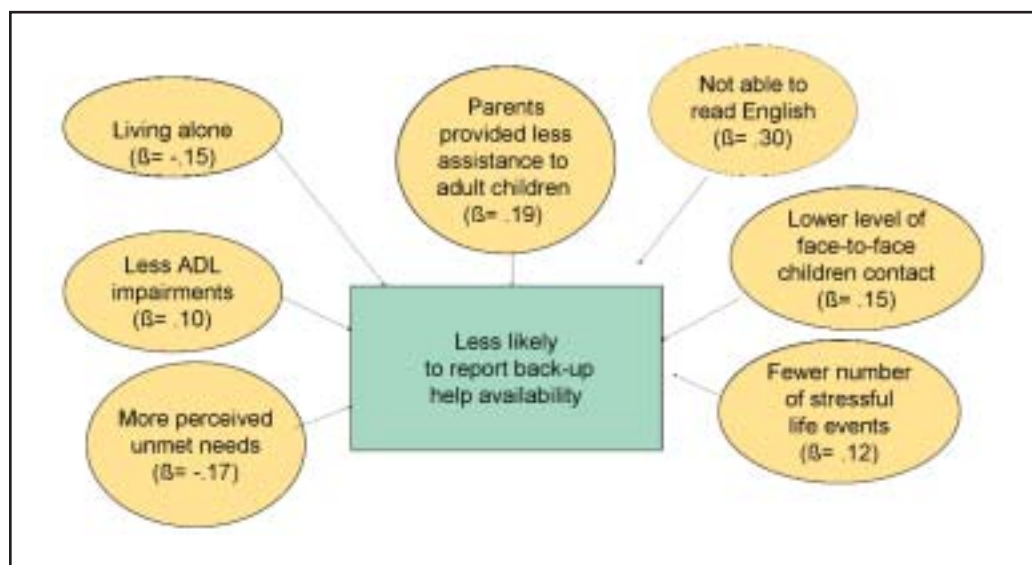 Living alone
(ß= -.15)
Parents
provided less
assistance to
adult children
(ß= .19)
Not able to
read English
(ß= .30)
Less ADL
impairments
(ß= .10)
Lower level of
face-to-face
children contact
(ß= .15)
Less likely
to report back-up
help availability
More perceived
unmet needs
(ß= -.17)
Fewer number
of stressful
life events
(ß= .12)